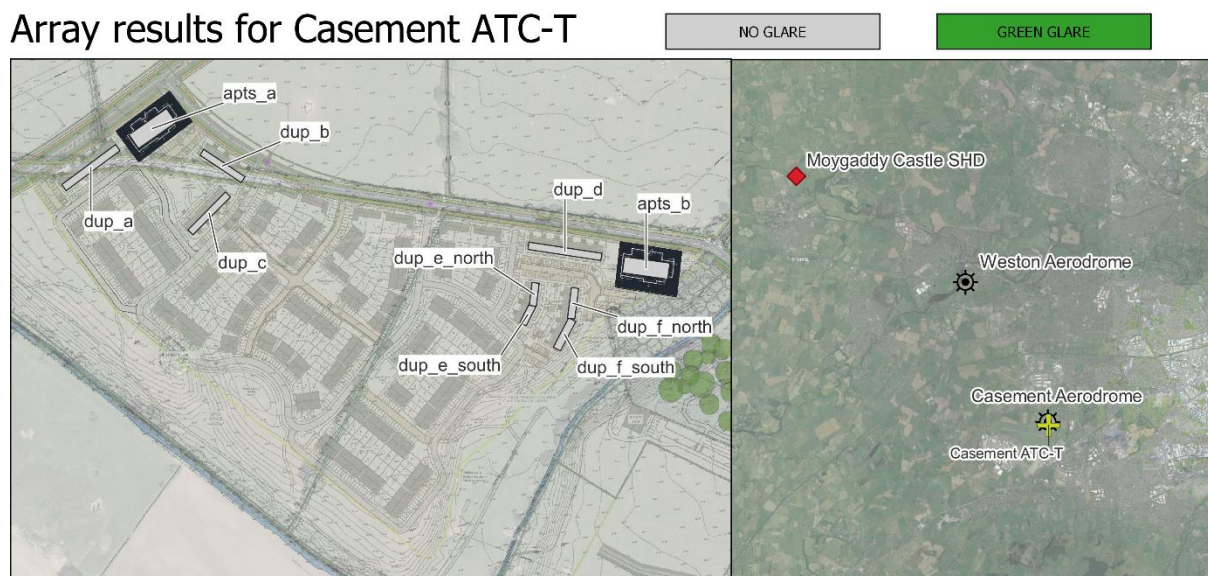 Array results for Casement ATC-T
NO GLARE
GREEN GLARE
apts_a
dup_b
dup_a
dup_c
dup_d
apts_b
dup_e_north
dup_f_north
dup_e_south
dup_f_south
Moygaddy Castle SHD
Weston Aerodrome
Casement Aerodrome
Casement ATC-T